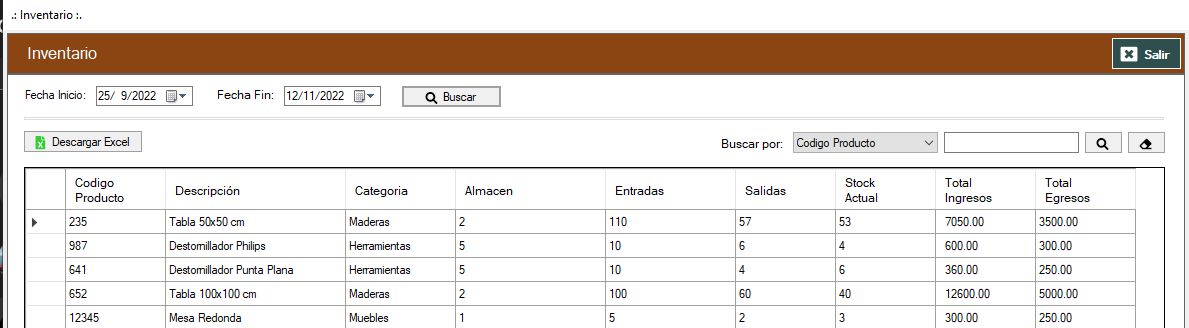 .: Inventario :.
Inventario
Salir
Fecha Inicio: 25/ 9/2022 Fecha Fin: 12/11/2022 Buscar
Descargar Excel Buscar por: Codigo Producto
Codigo Producto Descripción Categoria Almacen Entradas Salidas Stock Actual Total Ingresos Total Egresos
235 Tabla 50x50 cm Maderas 2 110 57 53 7050.00 3500.00
987 Destornillador Philips Herramientas 5 10 6 4 600.00 300.00
641 Destornillador Punta Plana Herramientas 5 10 4 6 360.00 250.00
652 Tabla 100x100 cm Maderas 2 100 60 40 12600.00 5000.00
12345 Mesa Redonda Muebles 1 5 2 3 300.00 250.00